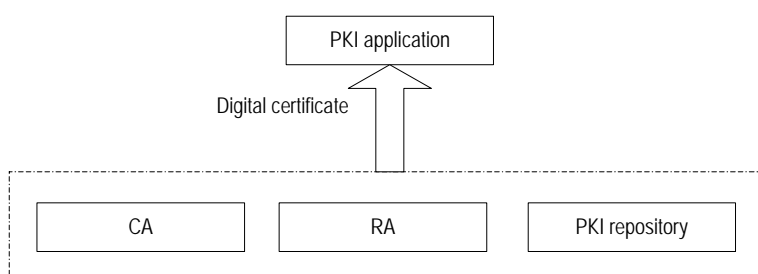 PKI application
Digital certificate
CA
RA
PKI repository